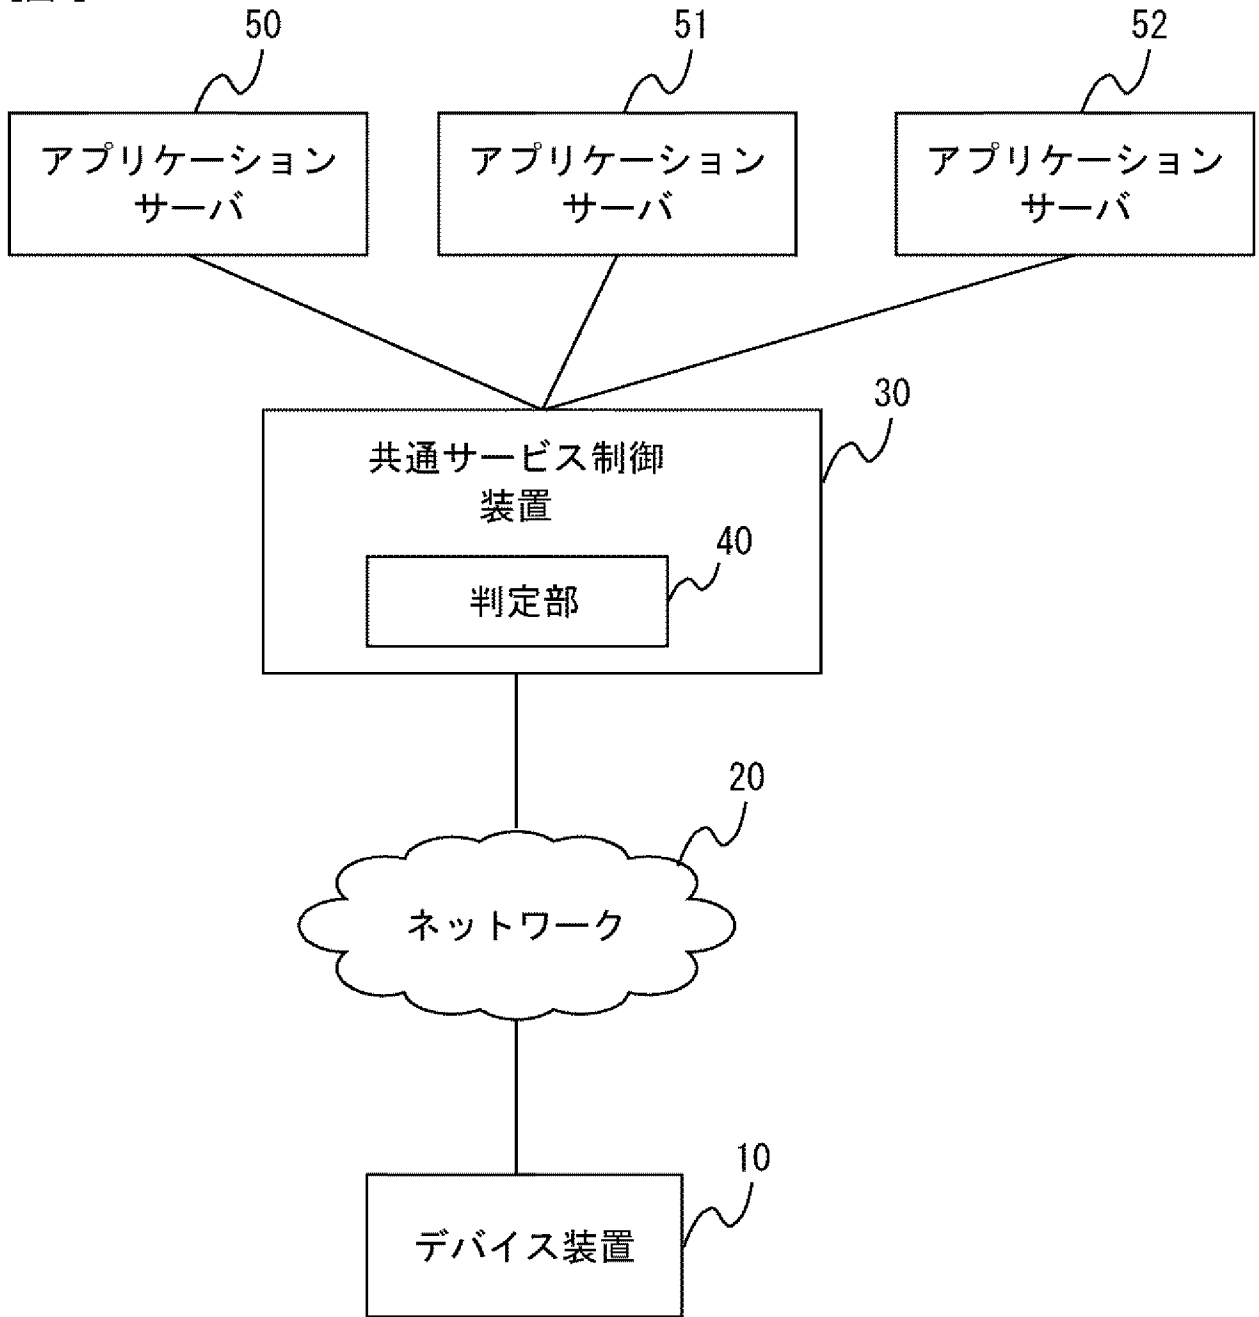 50
51
52
アプリケーション
サーバ
アプリケーション
サーバ
アプリケーション
サーバ
30
共通サービス制御
装置
40
判定部
20
ネットワーク
10
デバイス装置